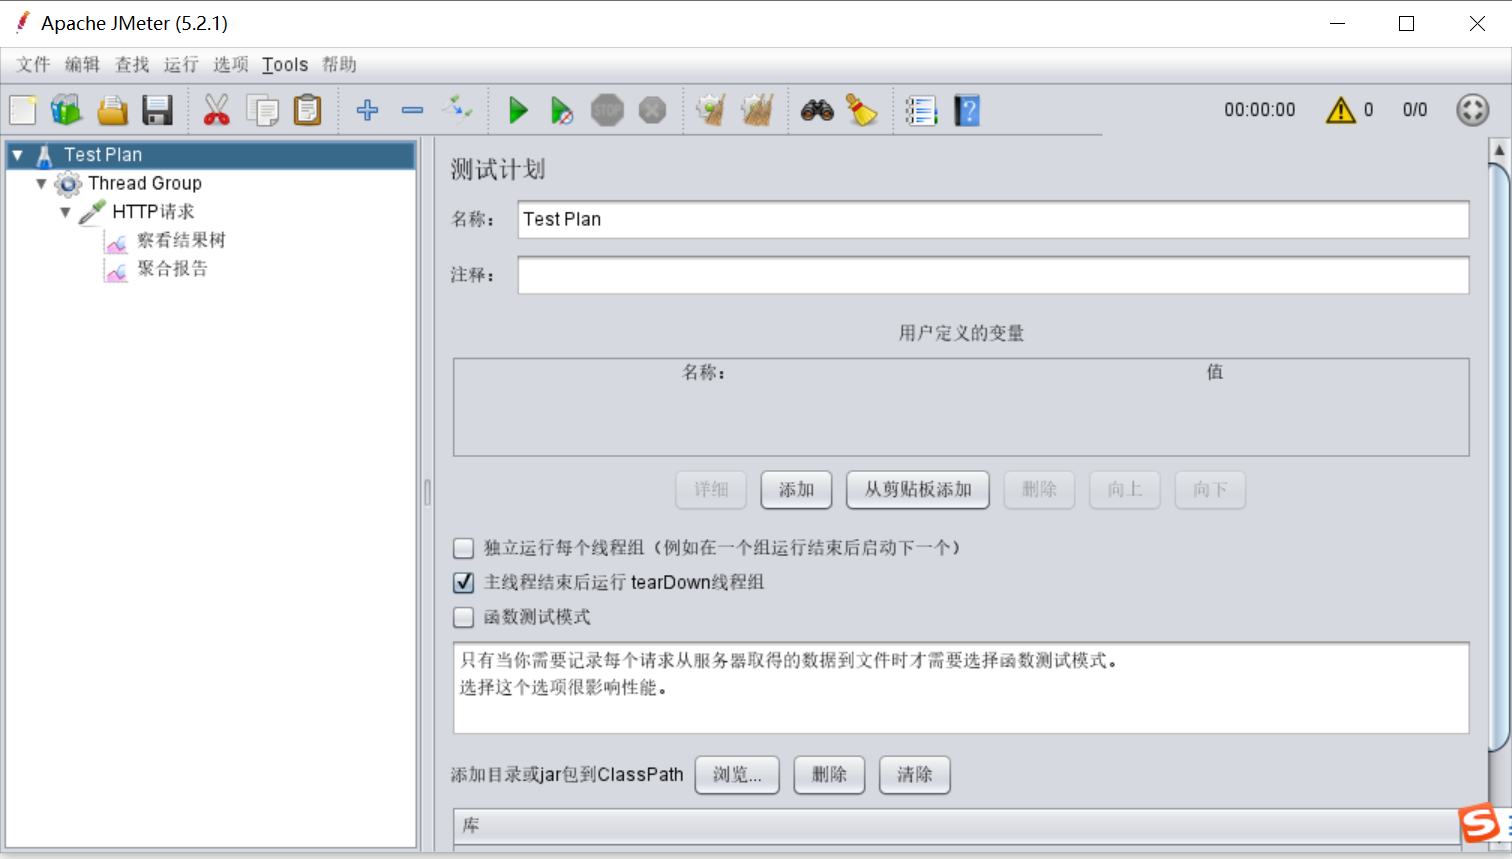 Apache JMeter (5.2.1)
文件 编辑 查找 运行 选项 Tools 帮助
STOP
00:00:00 0 0/0
Test Plan
Thread Group
HTTP请求
察看结果树
聚合报告
测试计划
名称: Test Plan
注释:
用户定义的变量
名称: 值
详细 添加 从剪贴板添加 删除 向上 向下
独立运行每个线程组（例如在一个组运行结束后启动下一个）
主线程结束后运行 tearDown线程组
函数测试模式
只有当你需要记录每个请求从服务器取得的数据到文件时才需要选择函数测试模式。
选择这个选项很影响性能。
添加目录或jar包到ClassPath 浏览... 删除 清除
库